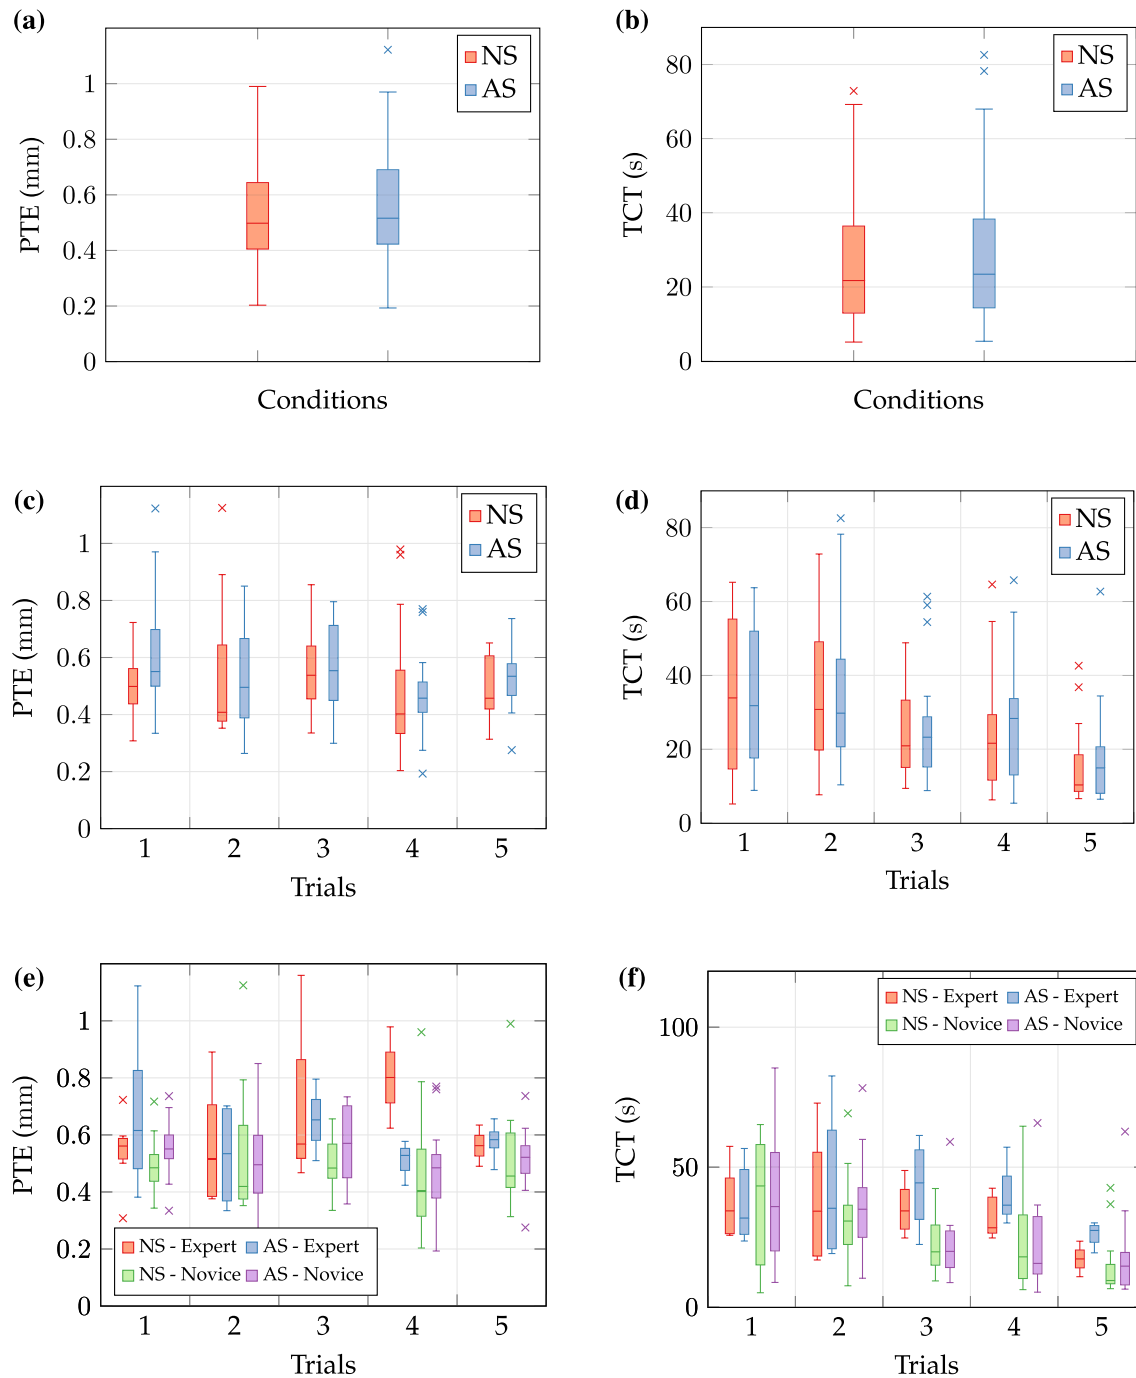 (a)
NS
AS
1
0.8
0.6
0.4
0.2
0
PTE (mm)
Conditions
(b)
NS
AS
80
60
40
20
0
TCT (s)
Conditions
(c)
NS
AS
1
0.8
0.6
0.4
0.2
0
PTE (mm)
1 2 3 4 5
Trials
(d)
NS
AS
80
60
40
20
0
TCT (s)
1 2 3 4 5
Trials
(e)
1
0.8
0.6
0.4
0.2
0
PTE (mm)
NS - Expert AS - Expert
NS - Novice AS - Novice
1 2 3 4 5
Trials
(f)
NS - Expert AS - Expert
NS - Novice AS - Novice
100
50
0
TCT (s)
1 2 3 4 5
Trials